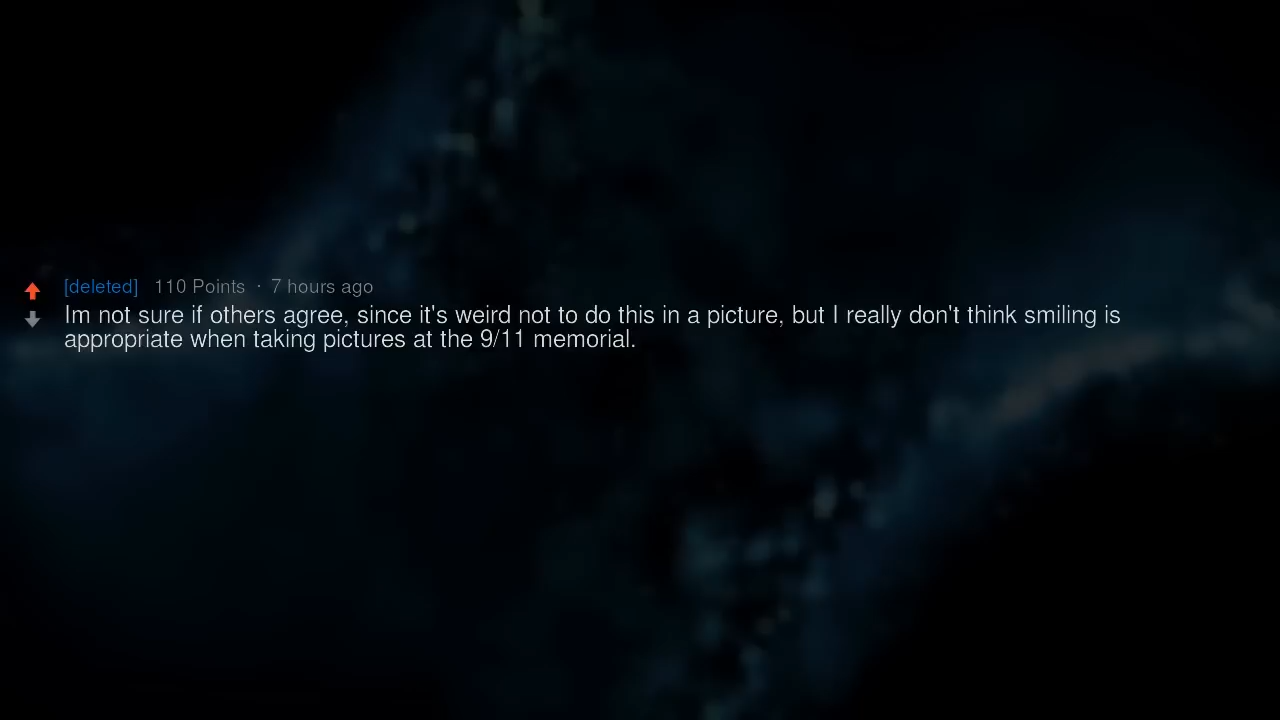 [deleted] 110 Points · 7 hours ago
Im not sure if others agree, since it's weird not to do this in a picture, but I really don't think smiling is
appropriate when taking pictures at the 9/11 memorial.